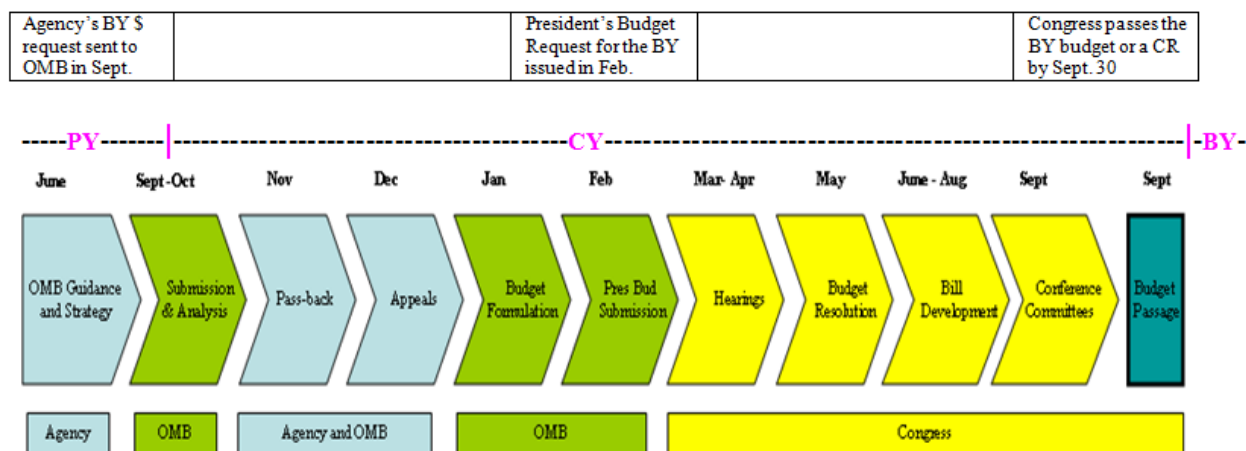 Agency's BY $
request sent to
OMB in Sept.
President's Budget
Request for the BY
issued in Feb.
Congress passes the
BY budget or a CR
by Sept. 30
-----PY-------|-----------------------------------CY--------------------------------------------------|-BY-
June
Sept-Oct
Nov
Dec
Jan
Feb
Mar- Apr
May
June - Aug
Sept
Sept
OMB Guidance
and Strategy
Submission
& Analysis
Pass-back
Appeals
Budget
Formulation
Pres Bud
Submission
Hearings
Budget
Resolution
Bill
Development
Conference
Committees
Budget
Passage
Agency
OMB
Agency and OMB
OMB
Congress